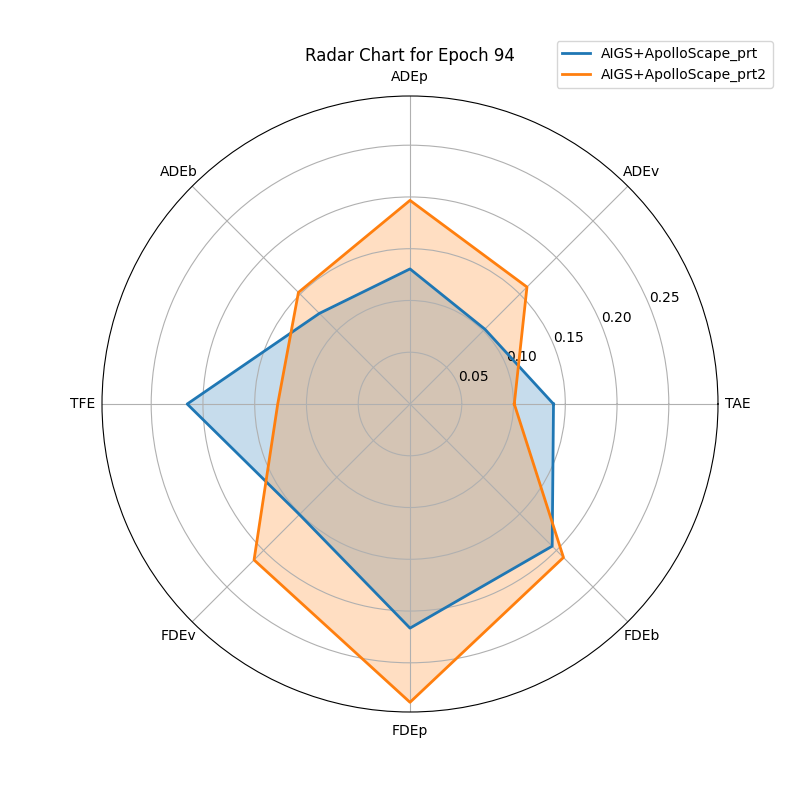 Radar Chart for Epoch 94
AIGS+ApolloScape_prt
AIGS+ApolloScape_prt2
ADEp
ADEb
ADEv
0.25
0.20
0.15
0.10
0.05
TFE
TAE
FDEv
FDEb
FDEp